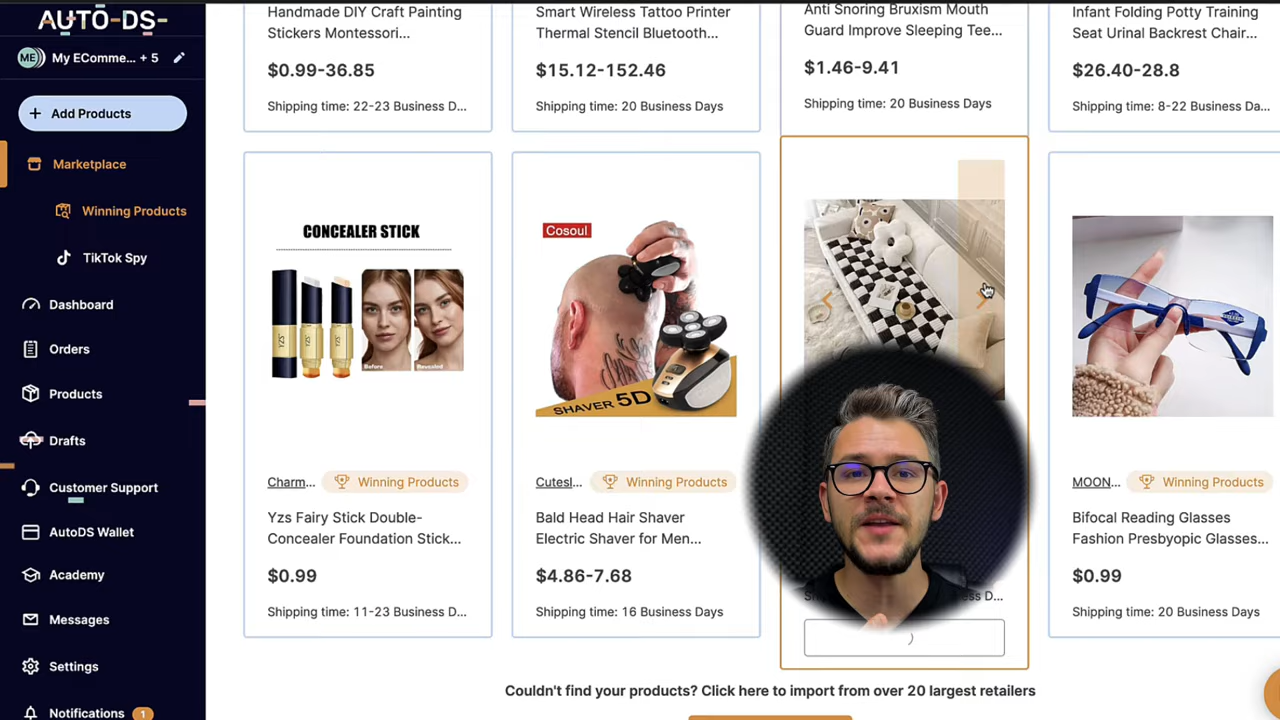 AUTO-DS-
ME
My EComme... + 5
+ Add Products
Marketplace
Winning Products
TikTok Spy
Dashboard
Orders
Products
Drafts
Customer Support
AutoDS Wallet
Academy
Messages
Settings
Notifications 1
Handmade DIY Craft Painting
Stickers Montessori...
$0.99-36.85
Shipping time: 22-23 Business D...
Smart Wireless Tattoo Printer
Thermal Stencil Bluetooth...
$15.12-152.46
Shipping time: 20 Business Days
Anti Snoring Bruxism Mouth
Guard Improve Sleeping Tee...
$1.46-9.41
Shipping time: 20 Business Days
Infant Folding Potty Training
Seat Urinal Backrest Chair...
$26.40-28.8
Shipping time: 8-22 Business Da...
CONCEALER STICK
YZS
Before
Revealed
Charm...
Winning Products
Yzs Fairy Stick Double-
Concealer Foundation Stick...
$0.99
Shipping time: 11-23 Business D...
Cosoul
SHAVER 5D
Cutesl...
Winning Products
Bald Head Hair Shaver
Electric Shaver for Men...
$4.86-7.68
Shipping time: 16 Business Days
MOON...
Winning Products
Bifocal Reading Glasses
Fashion Presbyopic Glasses...
$0.99
Shipping time: 20 Business Days
Couldn't find your products? Click here to import from over 20 largest retailers